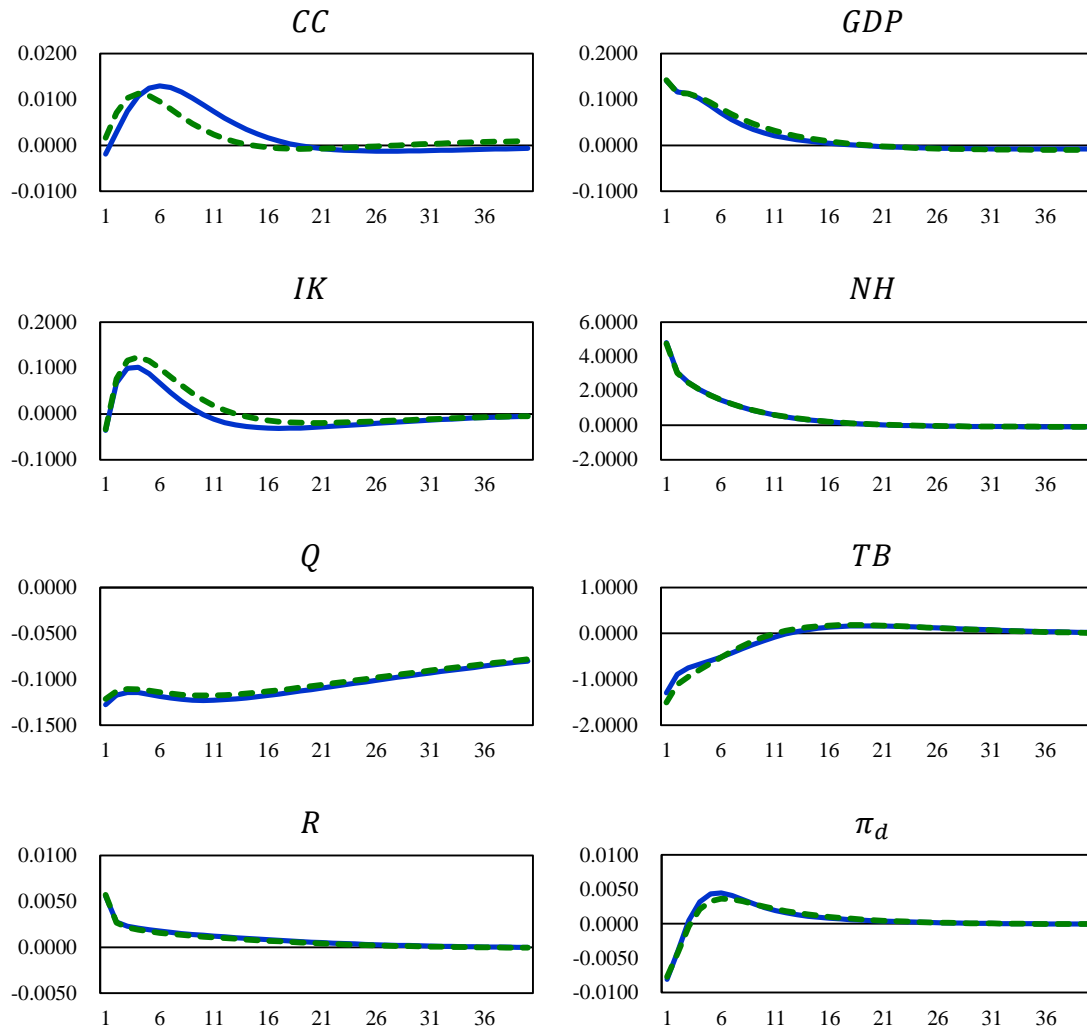 CC
0.0200
0.0100
0.0000
-0.0100
1 6 11 16 21 26 31 36
GDP
0.2000
0.1000
0.0000
-0.1000
1 6 11 16 21 26 31 36
IK
0.2000
0.1000
0.0000
-0.1000
1 6 11 16 21 26 31 36
NH
6.0000
4.0000
2.0000
0.0000
-2.0000
1 6 11 16 21 26 31 36
Q
0.0000
-0.0500
-0.1000
-0.1500
1 6 11 16 21 26 31 36
TB
1.0000
0.0000
-1.0000
-2.0000
1 6 11 16 21 26 31 36
R
0.0100
0.0050
0.0000
-0.0050
1 6 11 16 21 26 31 36
π_d
0.0100
0.0050
0.0000
-0.0050
-0.0100
1 6 11 16 21 26 31 36